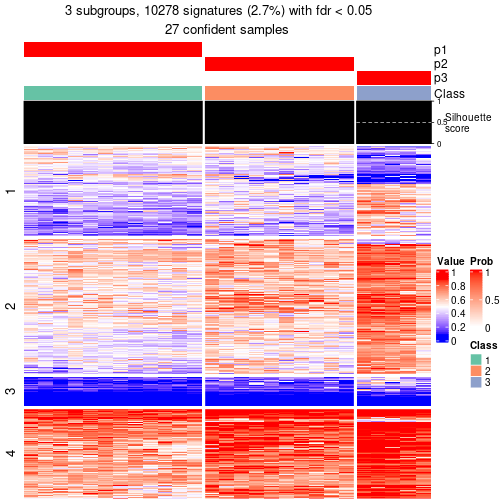 3 subgroups, 10278 signatures (2.7%) with fdr < 0.05
27 confident samples
p1
p2
p3
Class
1
0.5
0
Silhouette
score
1
2
3
4
Value
1
0.8
0.6
0.4
0.2
0
Prob
1
0.5
0
Class
1
2
3